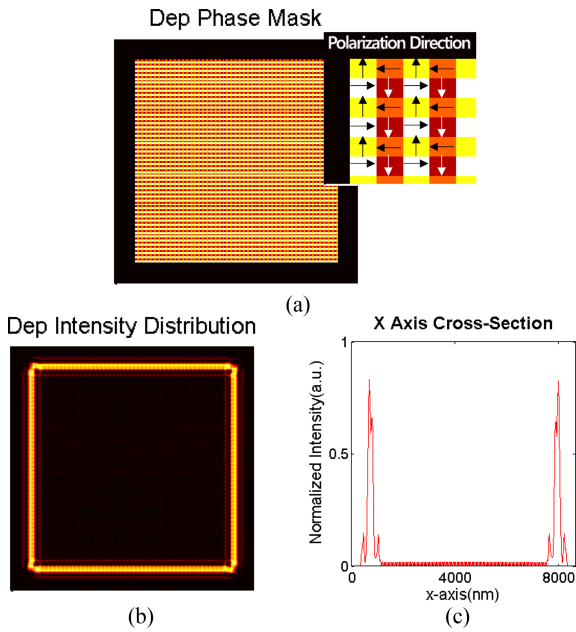 Dep Phase Mask
Polarization Direction
(a)
Dep Intensity Distribution
X Axis Cross-Section
1
0.5
0
Normalized Intensity(a.u.)
0 4000 8000
x-axis(nm)
(b)
(c)